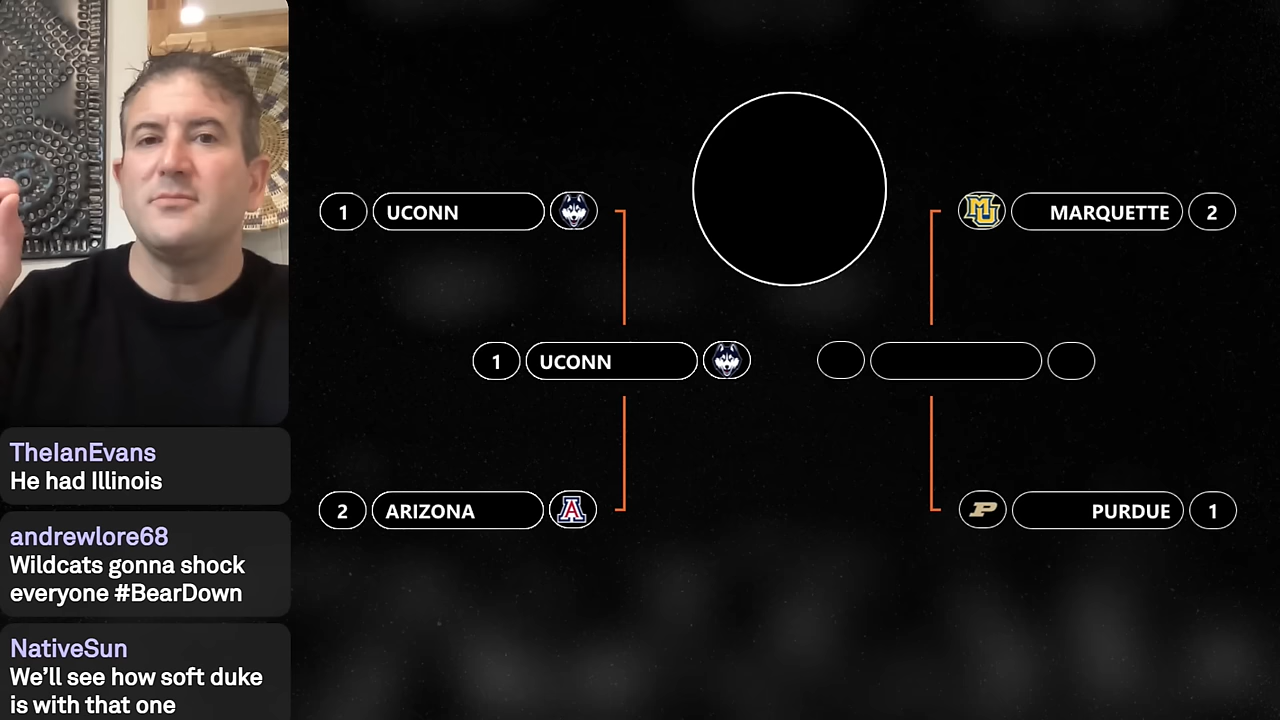 1 UCONN
MARQUETTE 2
1 UCONN
2 ARIZONA A
P PURDUE 1
MU
TheIanEvans
He had Illinois
andrewlore68
Wildcats gonna shock
everyone #BearDown
NativeSun
We’ll see how soft duke
is with that one